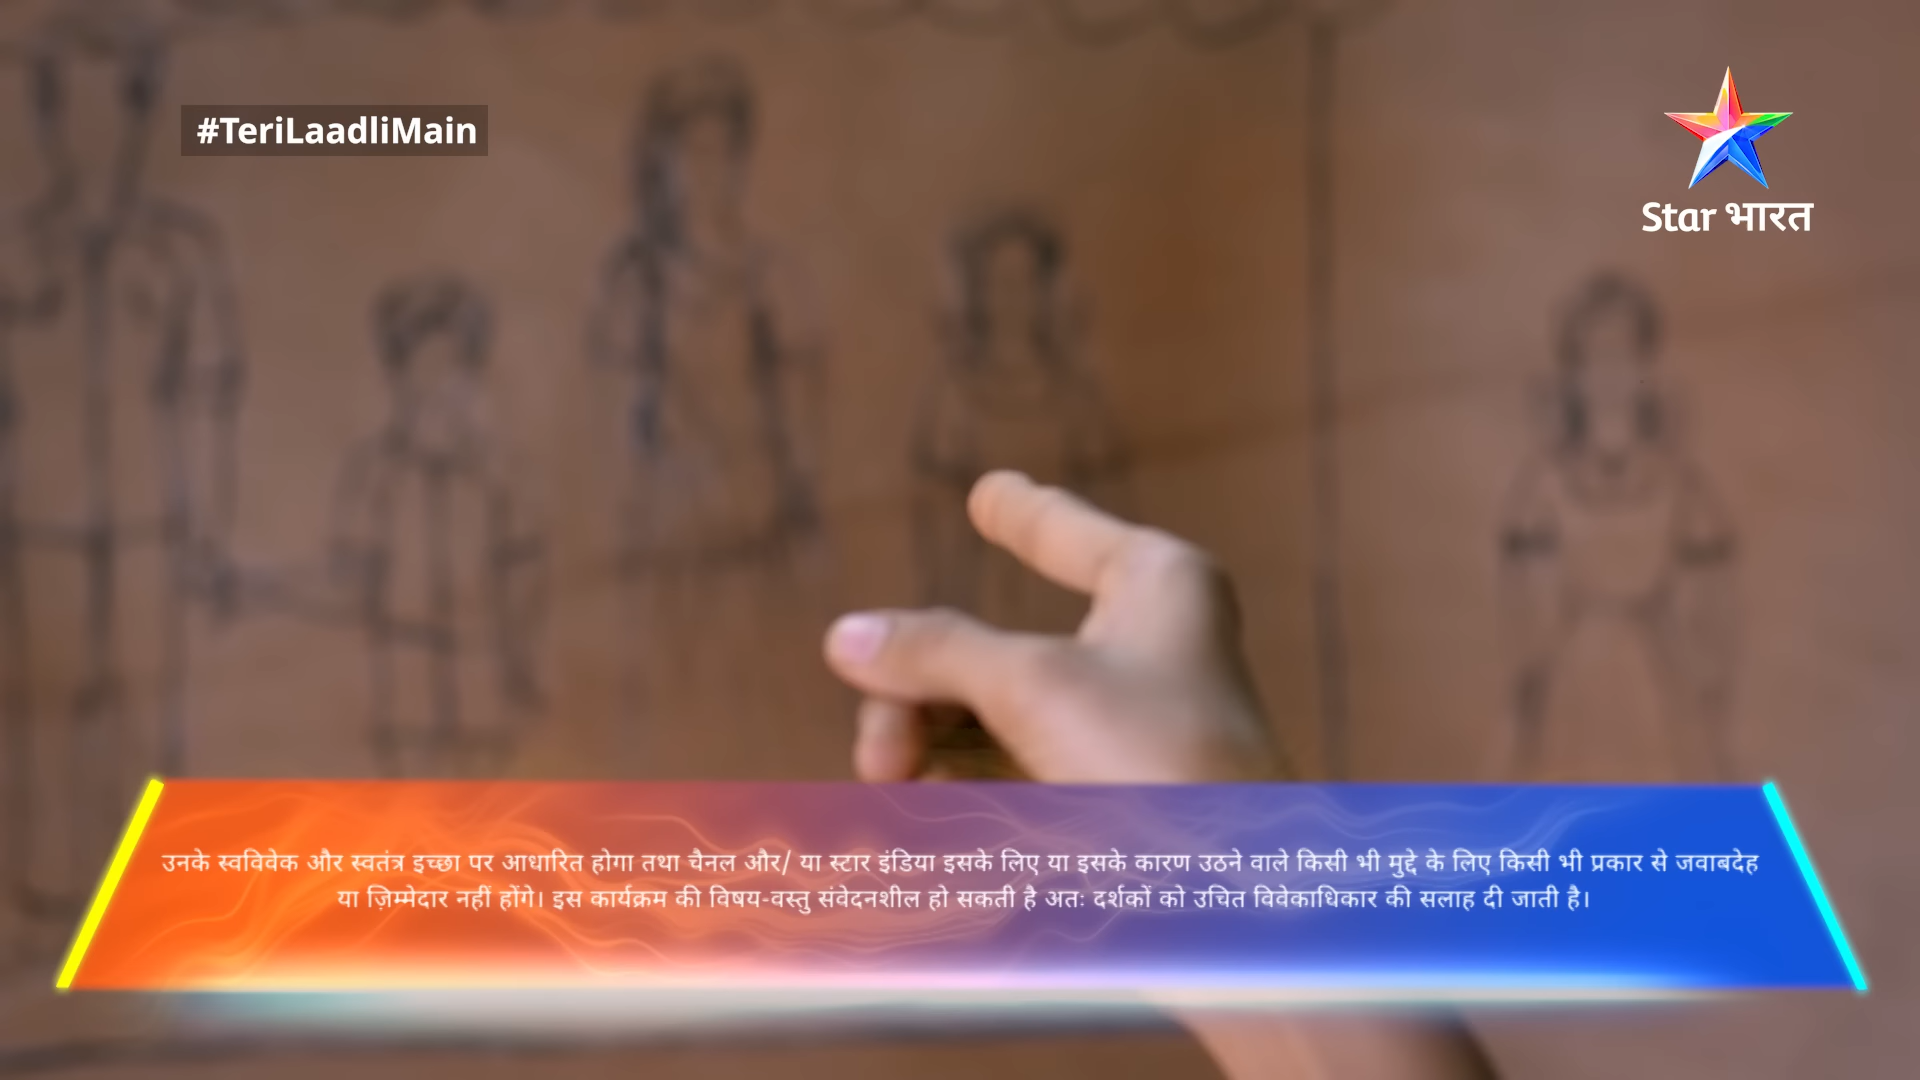 #TeriLaadliMain
Star भारत
उनके स्वविवेक और स्वतंत्र इच्छा पर आधारित होगा तथा चैनल और/ या स्टार इंडिया इसके लिए या इसके कारण उठने वाले किसी भी मुद्दे के लिए किसी भी प्रकार से जवाबदेह
या ज़िम्मेदार नहीं होंगे। इस कार्यक्रम की विषय-वस्तु संवेदनशील हो सकती है अतः दर्शकों को उचित विवेकाधिकार की सलाह दी जाती है।